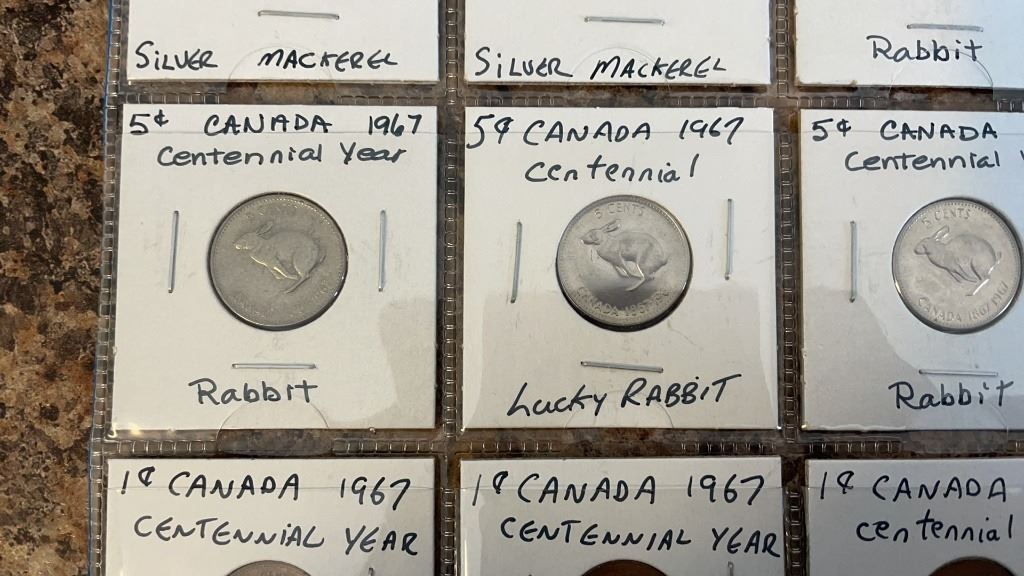 SiLVER MACKEREL
SiLVER MACKEREL
Rabbit
5¢ CANADA 1967
Centennial Year
Rabbit
5¢ CANADA 1967
Centennial
5 CENTS
CANADA 1867
Lucky RABBiT
5¢ CANADA
Centennial
5 CENTS
CANADA 1867 1967
Rabbit
1¢ CANADA 1967
CENTENNiAL YEAR
1¢ CANADA 1967
CENTENNIAL YEAR
1¢ CANADA
Centennial